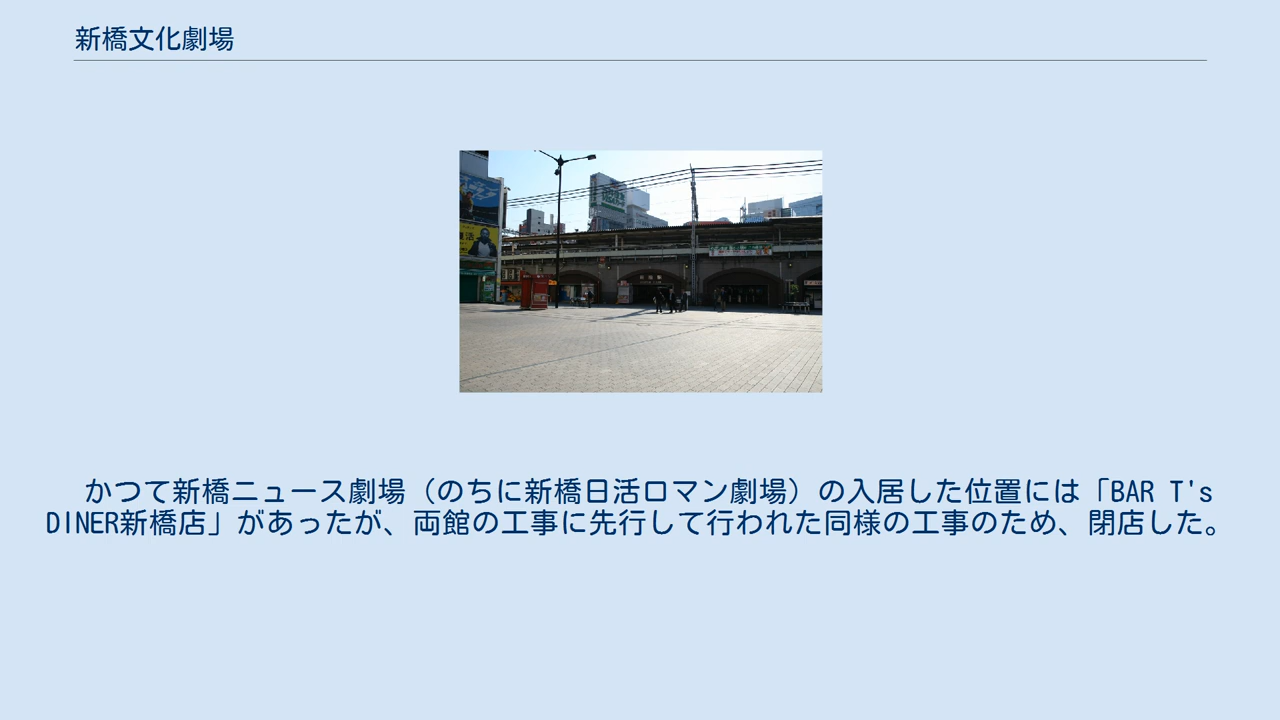 新橋文化劇場
活
かつて新橋ニュース劇場（のちに新橋日活ロマン劇場）の入居した位置には「BAR T's
DINER新橋店」があったが、両館の工事に先行して行われた同様の工事のため、閉店した。